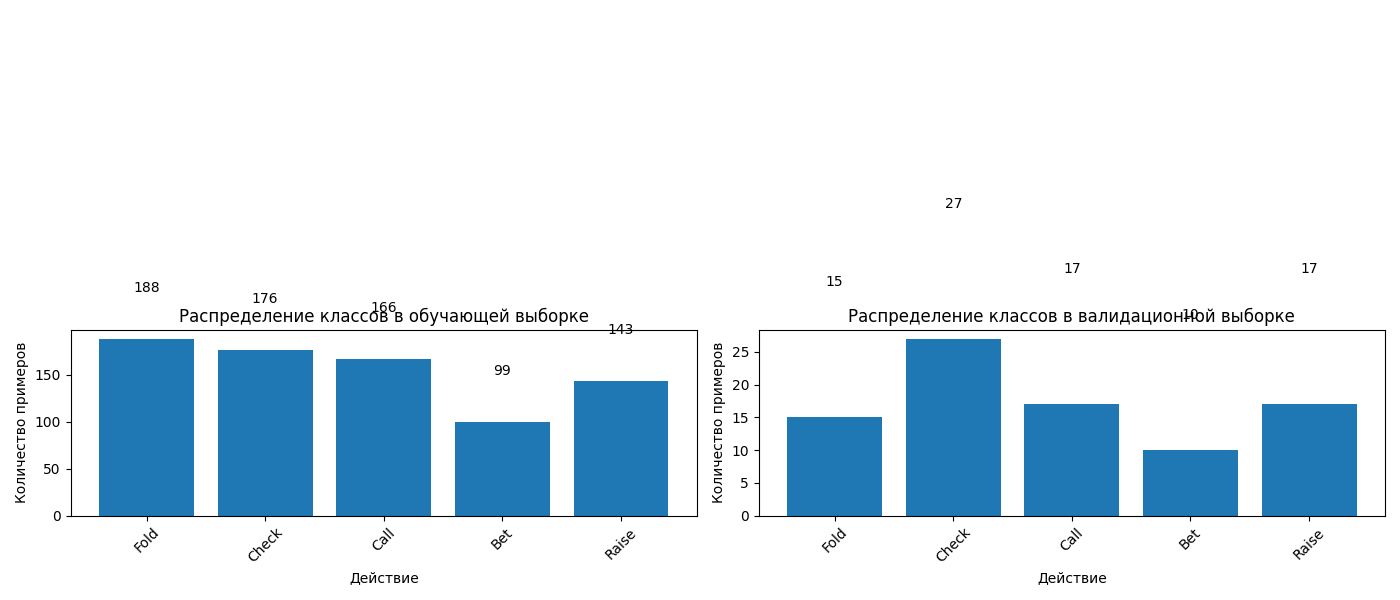 188
176
166
99
143
Распределение классов в обучающей выборке
Количество примеров
150
100
50
0
Fold
Check
Call
Bet
Raise
Действие
15
27
17
10
17
Распределение классов в валидационной выборке
Количество примеров
25
20
15
10
5
0
Fold
Check
Call
Bet
Raise
Действие